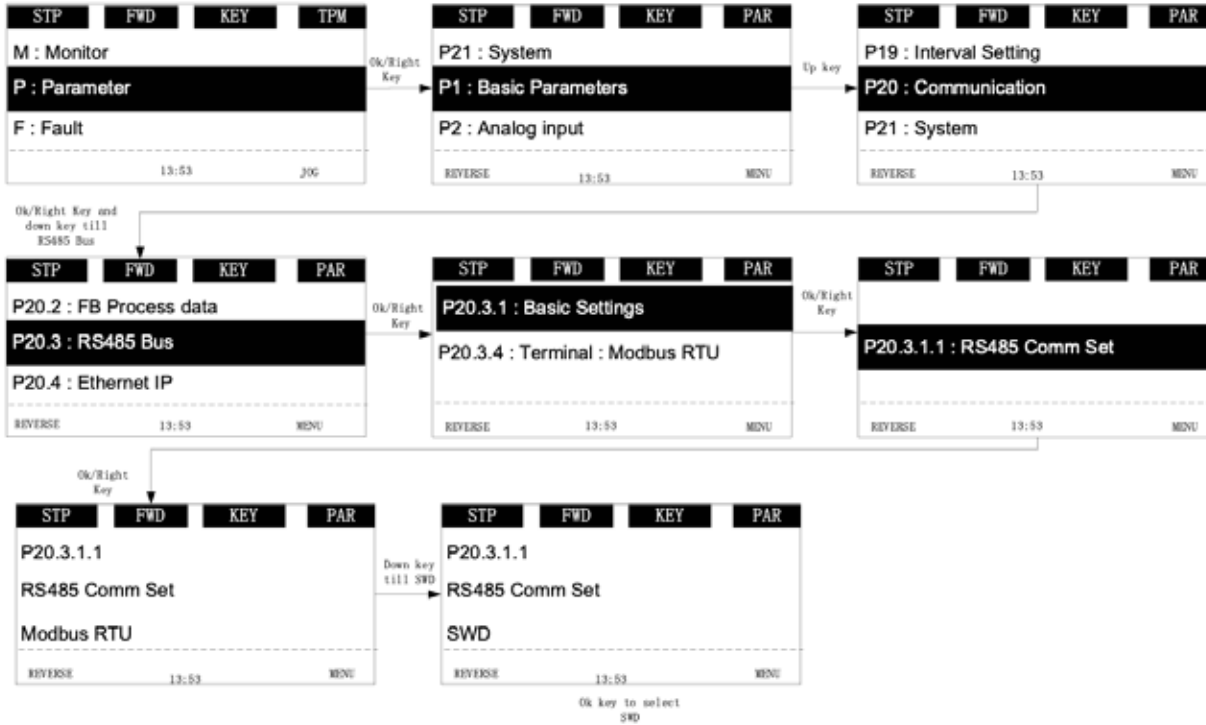 STP FWD KEY TPM
M : Monitor
P : Parameter
F : Fault
13:53 JOG
Ok/Right
Key
STP FWD KEY PAR
P21 : System
P1 : Basic Parameters
P2 : Analog input
REVERSE 13:53 MENU
Up key
STP FWD KEY PAR
P19 : Interval Setting
P20 : Communication
P21 : System
REVERSE 13:53 MENU
Ok/Right Key and
down key till
RS485 Bus
STP FWD KEY PAR
P20.2 : FB Process data
P20.3 : RS485 Bus
P20.4 : Ethernet IP
REVERSE 13:53 MENU
Ok/Right
Key
STP FWD KEY PAR
P20.3.1 : Basic Settings
P20.3.4 : Terminal : Modbus RTU
REVERSE 13:53 MENU
Ok/Right
Key
STP FWD KEY PAR
P20.3.1.1 : RS485 Comm Set
REVERSE 13:53 MENU
Ok/Right
Key
STP FWD KEY PAR
P20.3.1.1
RS485 Comm Set
Modbus RTU
REVERSE 13:53 MENU
Down key
till SWD
STP FWD KEY PAR
P20.3.1.1
RS485 Comm Set
SWD
REVERSE 13:53 MENU
Ok key to select
SWD